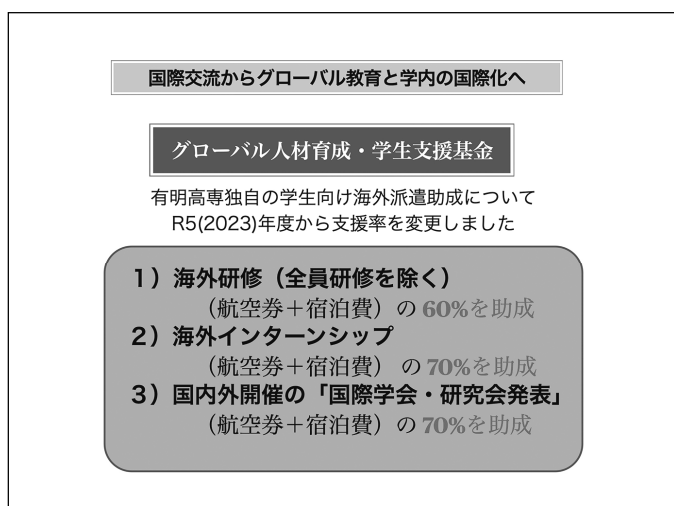 国際交流からグローバル教育と学内の国際化へ
グローバル人材育成・学生支援基金
有明高専独自の学生向け海外派遣助成について
R5(2023)年度から支援率を変更しました
１）海外研修（全員研修を除く）
（航空券＋宿泊費）の 60%を助成
２）海外インターンシップ
（航空券＋宿泊費） の 70%を助成
３）国内外開催の「国際学会・研究会発表」
（航空券＋宿泊費）の 70%を助成